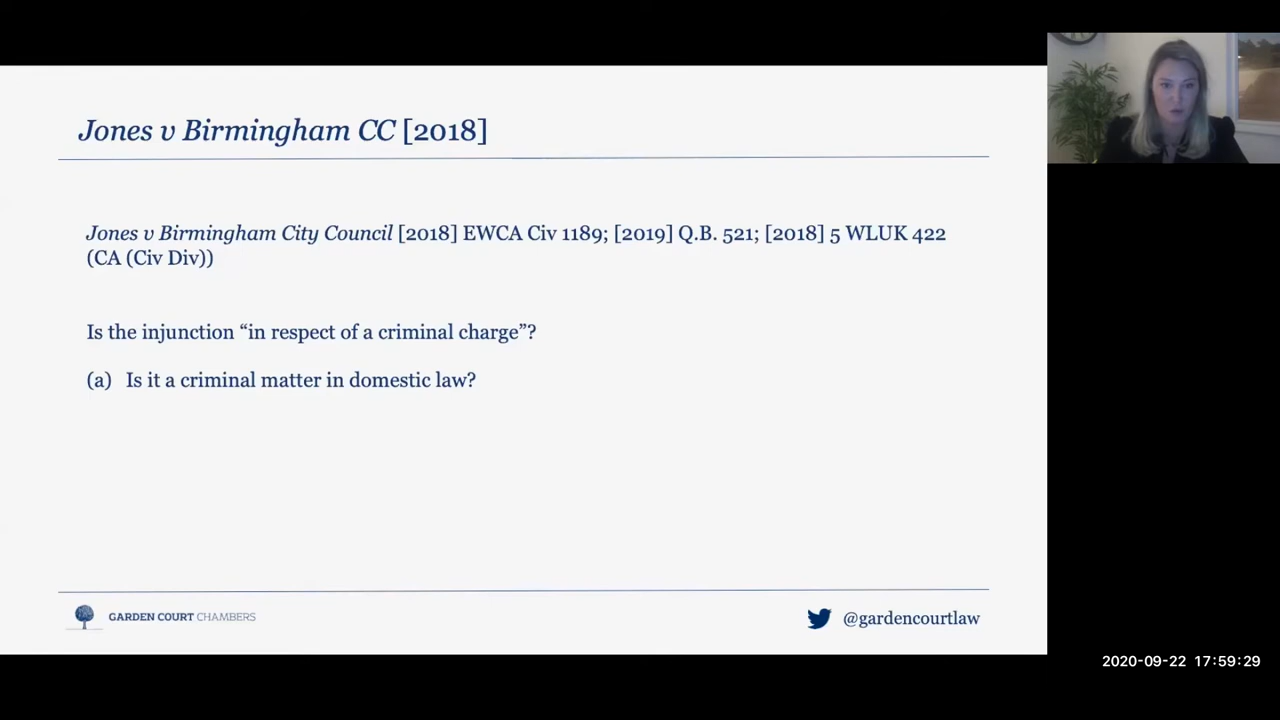 Jones v Birmingham CC [2018]
Jones v Birmingham City Council [2018] EWCA Civ 1189; [2019] Q.B. 521; [2018] 5 WLUK 422
(CA (Civ Div))
Is the injunction “in respect of a criminal charge”?
(a) Is it a criminal matter in domestic law?
GARDEN COURT CHAMBERS
@gardencourtlaw
2020-09-22 17:59:29